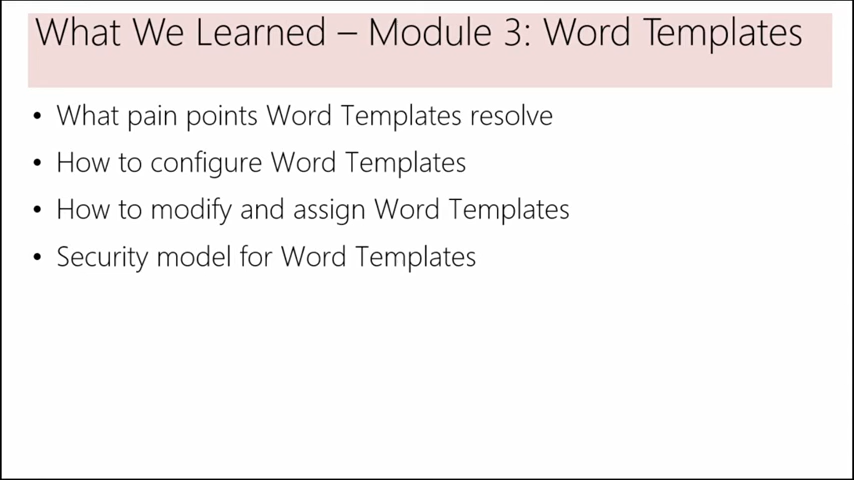 What We Learned – Module 3: Word Templates
• What pain points Word Templates resolve
• How to configure Word Templates
• How to modify and assign Word Templates
• Security model for Word Templates